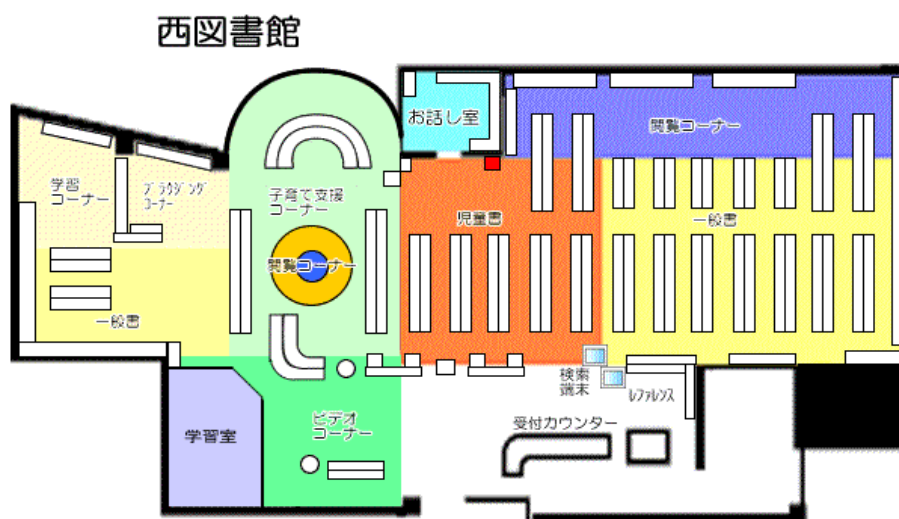 西図書館
お話し室
閲覧コーナー
学習
コーナー
ブラウジング
コーナー
子育て支援
コーナー
児童書
一般書
閲覧コーナー
一般書
検索
端末
レファレンス
受付カウンター
ビデオ
コーナー
学習室